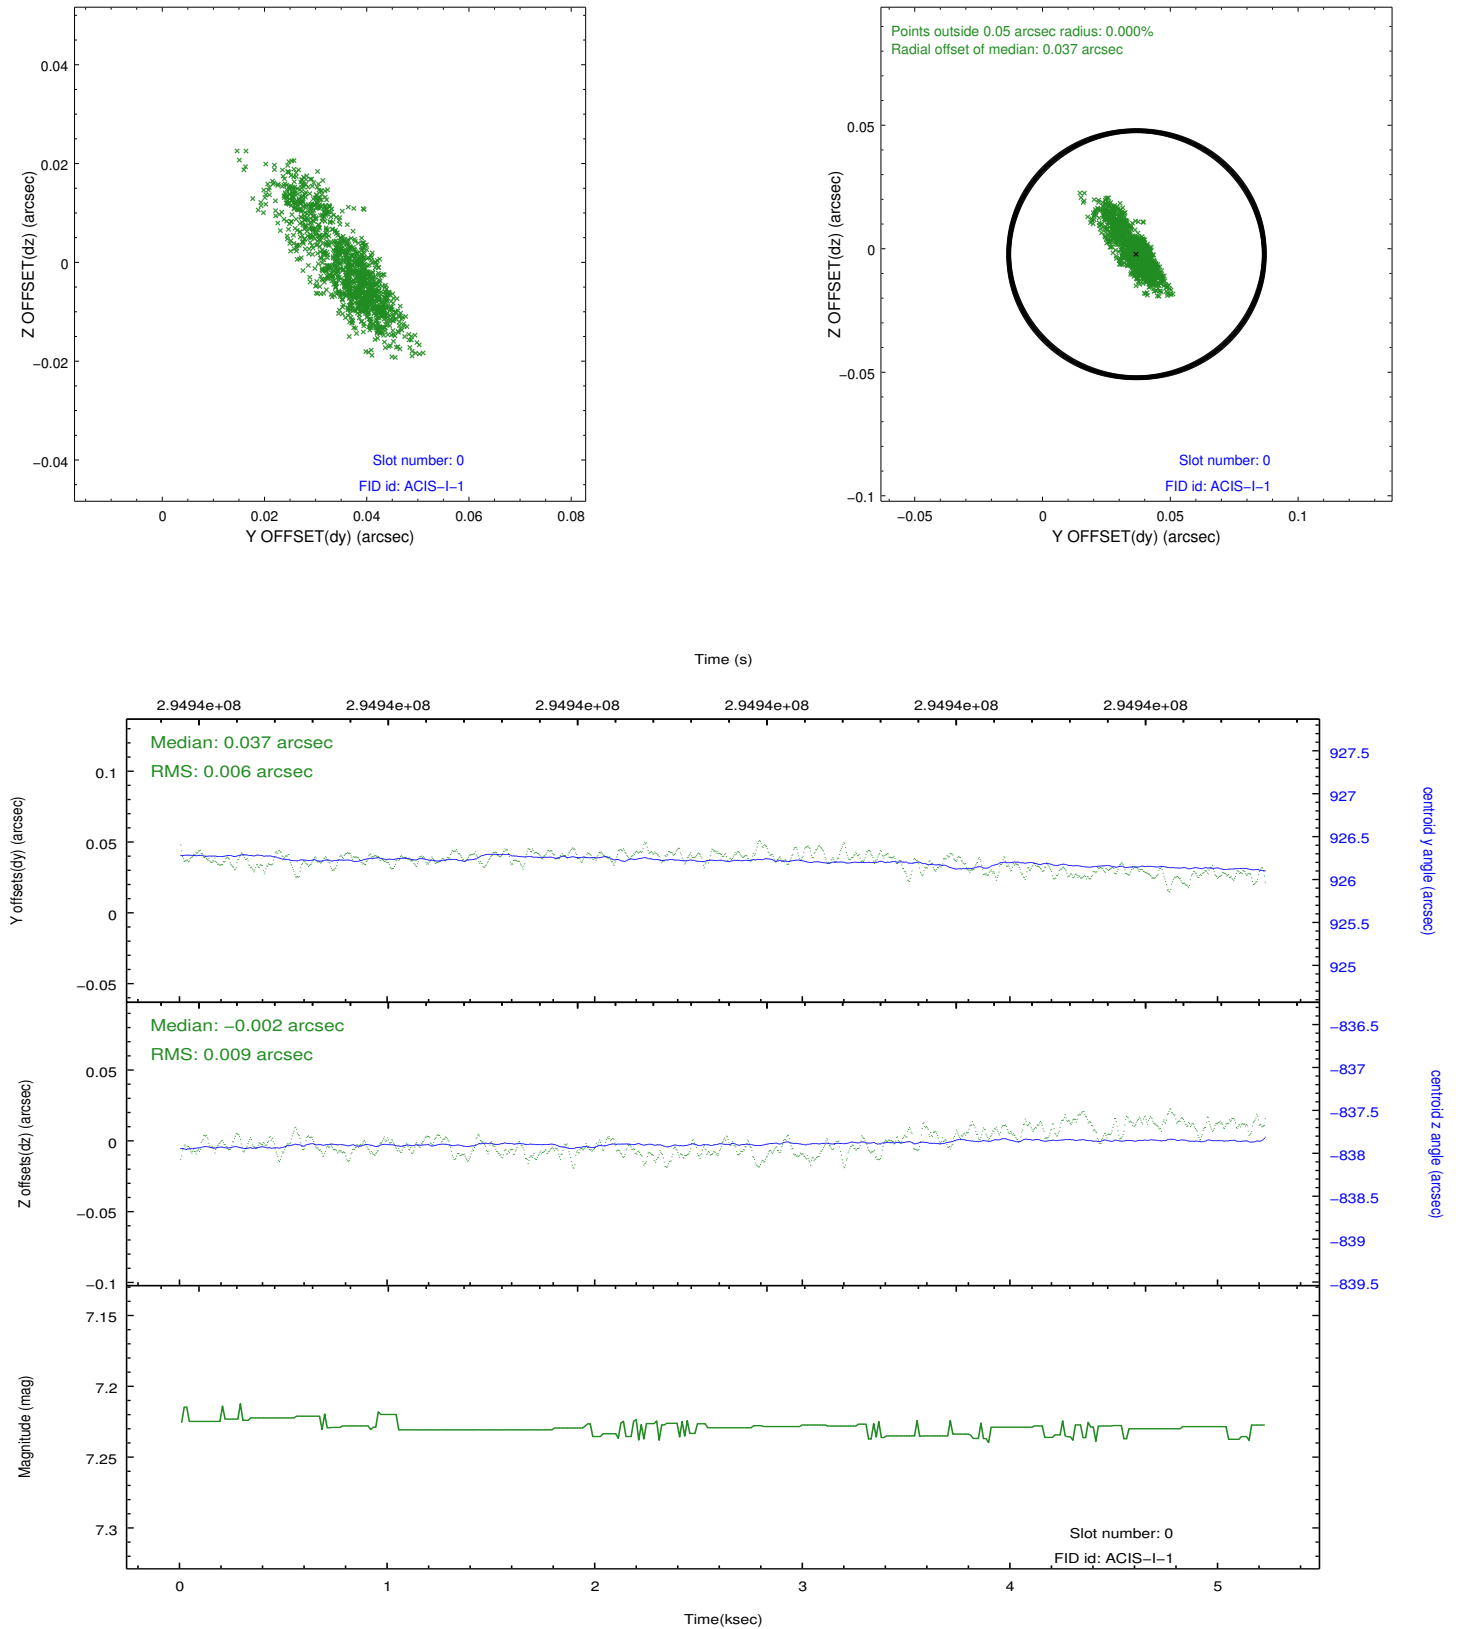 0.04
0.02
0
−0.02
−0.04
Z OFFSET(dz) (arcsec)
Slot number: 0
FID id: ACIS−I−1
0
0.02
0.04
0.06
0.08
Y OFFSET(dy) (arcsec)
Points outside 0.05 arcsec radius: 0.000%
Radial offset of median: 0.037 arcsec
0.05
0
−0.05
−0.1
Z OFFSET(dz) (arcsec)
Slot number: 0
FID id: ACIS−I−1
−0.05
0
0.05
0.1
Y OFFSET(dy) (arcsec)
Time (s)
2.9494e+08
2.9494e+08
2.9494e+08
2.9494e+08
2.9494e+08
2.9494e+08
Median: 0.037 arcsec
RMS: 0.006 arcsec
0.1
0.05
0
−0.05
Y offsets(dy) (arcsec)
927.5
927
926.5
926
925.5
925
centroid y angle (arcsec)
Median: −0.002 arcsec
RMS: 0.009 arcsec
0.05
0
−0.05
−0.1
Z offsets(dz) (arcsec)
−836.5
−837
−837.5
−838
−838.5
−839
−839.5
centroid z angle (arcsec)
7.15
7.2
7.25
7.3
Magnitude (mag)
Slot number: 0
FID id: ACIS−I−1
0
1
2
3
4
5
Time(ksec)